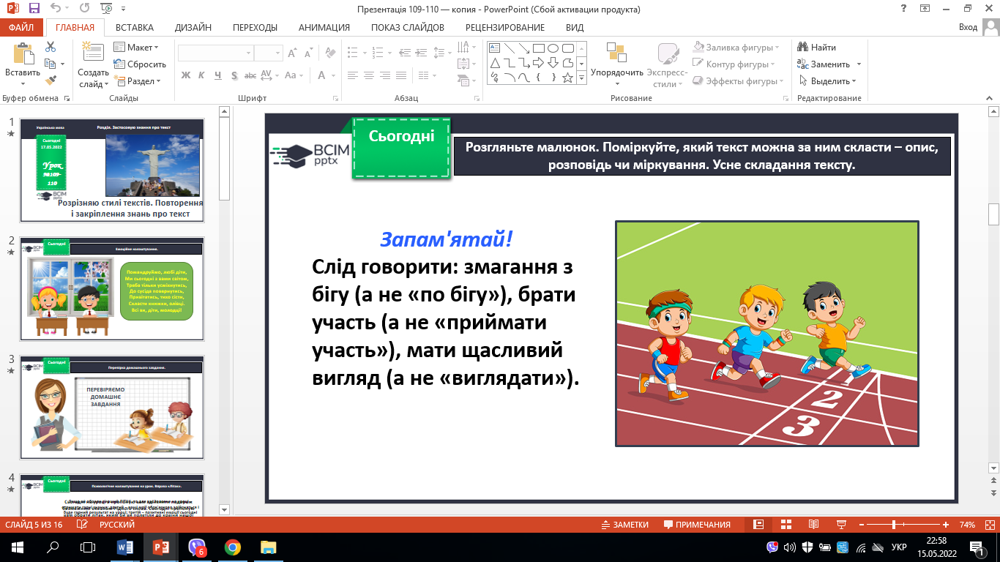 Презентація 109-110 — копия - PowerPoint (Сбой активации продукта)
ФАЙЛ ГЛАВНАЯ ВСТАВКА ДИЗАЙН ПЕРЕХОДЫ АНИМАЦИЯ ПОКАЗ СЛАЙДОВ РЕЦЕНЗИРОВАНИЕ ВИД Вход
Вставить
Буфер обмена
Создать слайд
Макет
Сбросить
Раздел
Слайды
Ж К Ч S abc AV Aa A
Шрифт
Абзац
Упорядочить
Экспресс-стили
Заливка фигуры
Контур фигуры
Эффекты фигуры
Рисование
Найти
Заменить
Выделить
Редактирование
1
Українська мова Розділ. Застосовую знання про текст
Сьогодні
17.05.2022
Урок
№109-
110
ВСІМ
pptx
Розрізняю стилі текстів. Повторення
і закріплення знань про текст
2
Сьогодні
Емоційне налаштування.
Помандруймо, любі діти,
Ми сьогодні з вами світом,
Треба тільки усміхнутись,
До сусіда повернутись,
Привітатись, тихо сісти,
Скласти книжки, олівці.
Всі ви, діти, молодці!
3
Сьогодні
Перевірка домашнього завдання.
ПЕРЕВІРЯЄМО
ДОМАШНЄ
ЗАВДАННЯ
4
Сьогодні
Психологічне налаштування на урок. Вправа «Літак».
Сьогодні
ВСІМ
pptx
Розгляньте малюнок. Поміркуйте, який текст можна за ним скласти – опис,
розповідь чи міркування. Усне складання тексту.
Запам'ятай!
Слід говорити: змагання з
бігу (а не «по бігу»), брати
участь (а не «приймати
участь»), мати щасливий
вигляд (а не «виглядати»).
2
3
СЛАЙД 5 ИЗ 16 РУССКИЙ ЗАМЕТКИ ПРИМЕЧАНИЯ 74%
6
УКР
22:58
15.05.2022
1